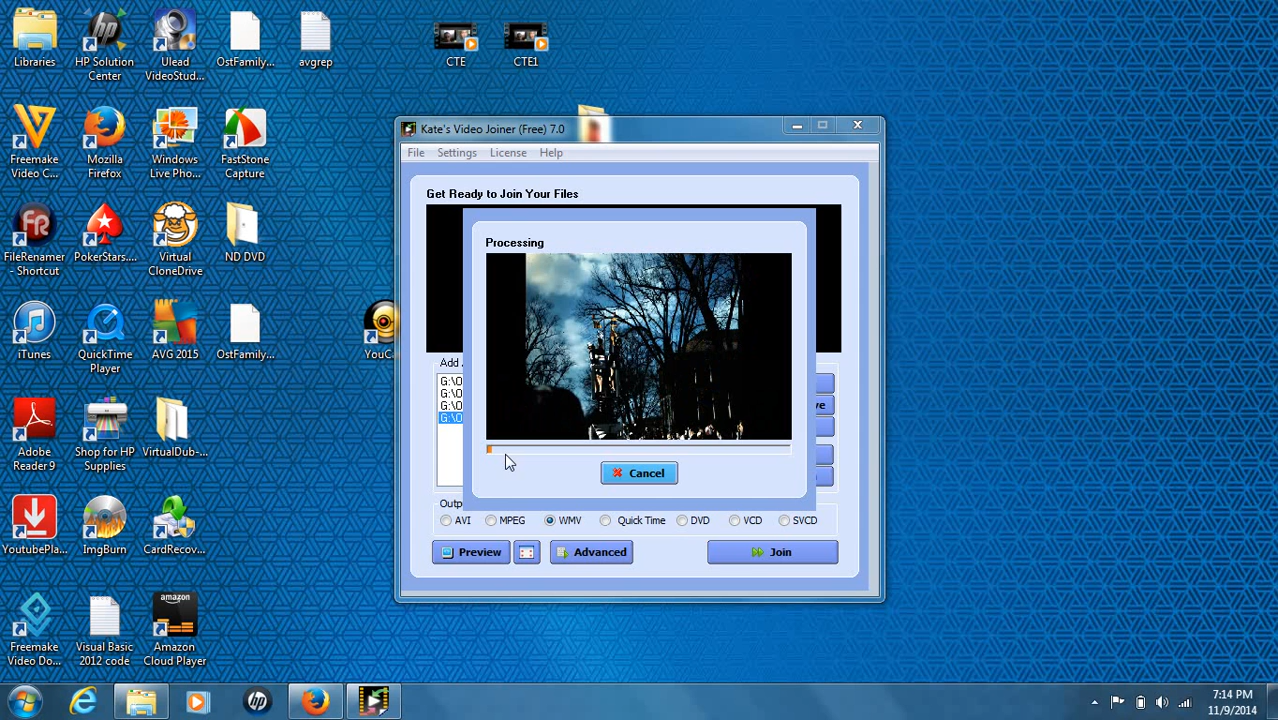 Libraries
HP Solution
Center
Ulead
VideoStud...
OstFamily...
avgrep
CTE
CTE1
Freemake
Video C...
Mozilla
Firefox
Windows
Live Pho...
FastStone
Capture
FileRenamer
- Shortcut
PokerStars....
Virtual
CloneDrive
ND DVD
iTunes
QuickTime
Player
AVG 2015
OstFamily...
YouCa
Adobe
Reader 9
Shop for HP
Supplies
VirtualDub-...
YoutubePla...
ImgBurn
CardRecov...
Freemake
Video Do...
Visual Basic
2012 code
amazon
Amazon
Cloud Player
Kate's Video Joiner (Free) 7.0
File Settings License Help
Get Ready to Join Your Files
Processing
Add
G:\O
G:\O
G:\O
G:\O
ve
Cancel
Outp
AVI MPEG WMV Quick Time DVD VCD SVCD
Preview Advanced Join
7:14 PM
11/9/2014